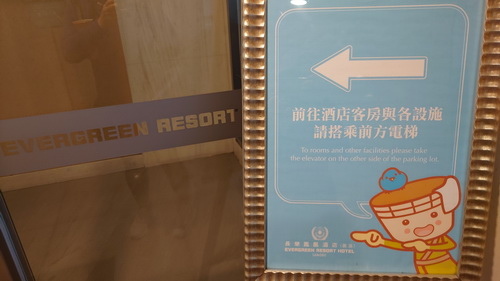 EVERGREEN RESORT
前往酒店客房與各設施
請搭乘前方電梯
To rooms and other facilities please take
the elevator on the other side of the parking lot.
EVERGREEN RESORT HOTEL